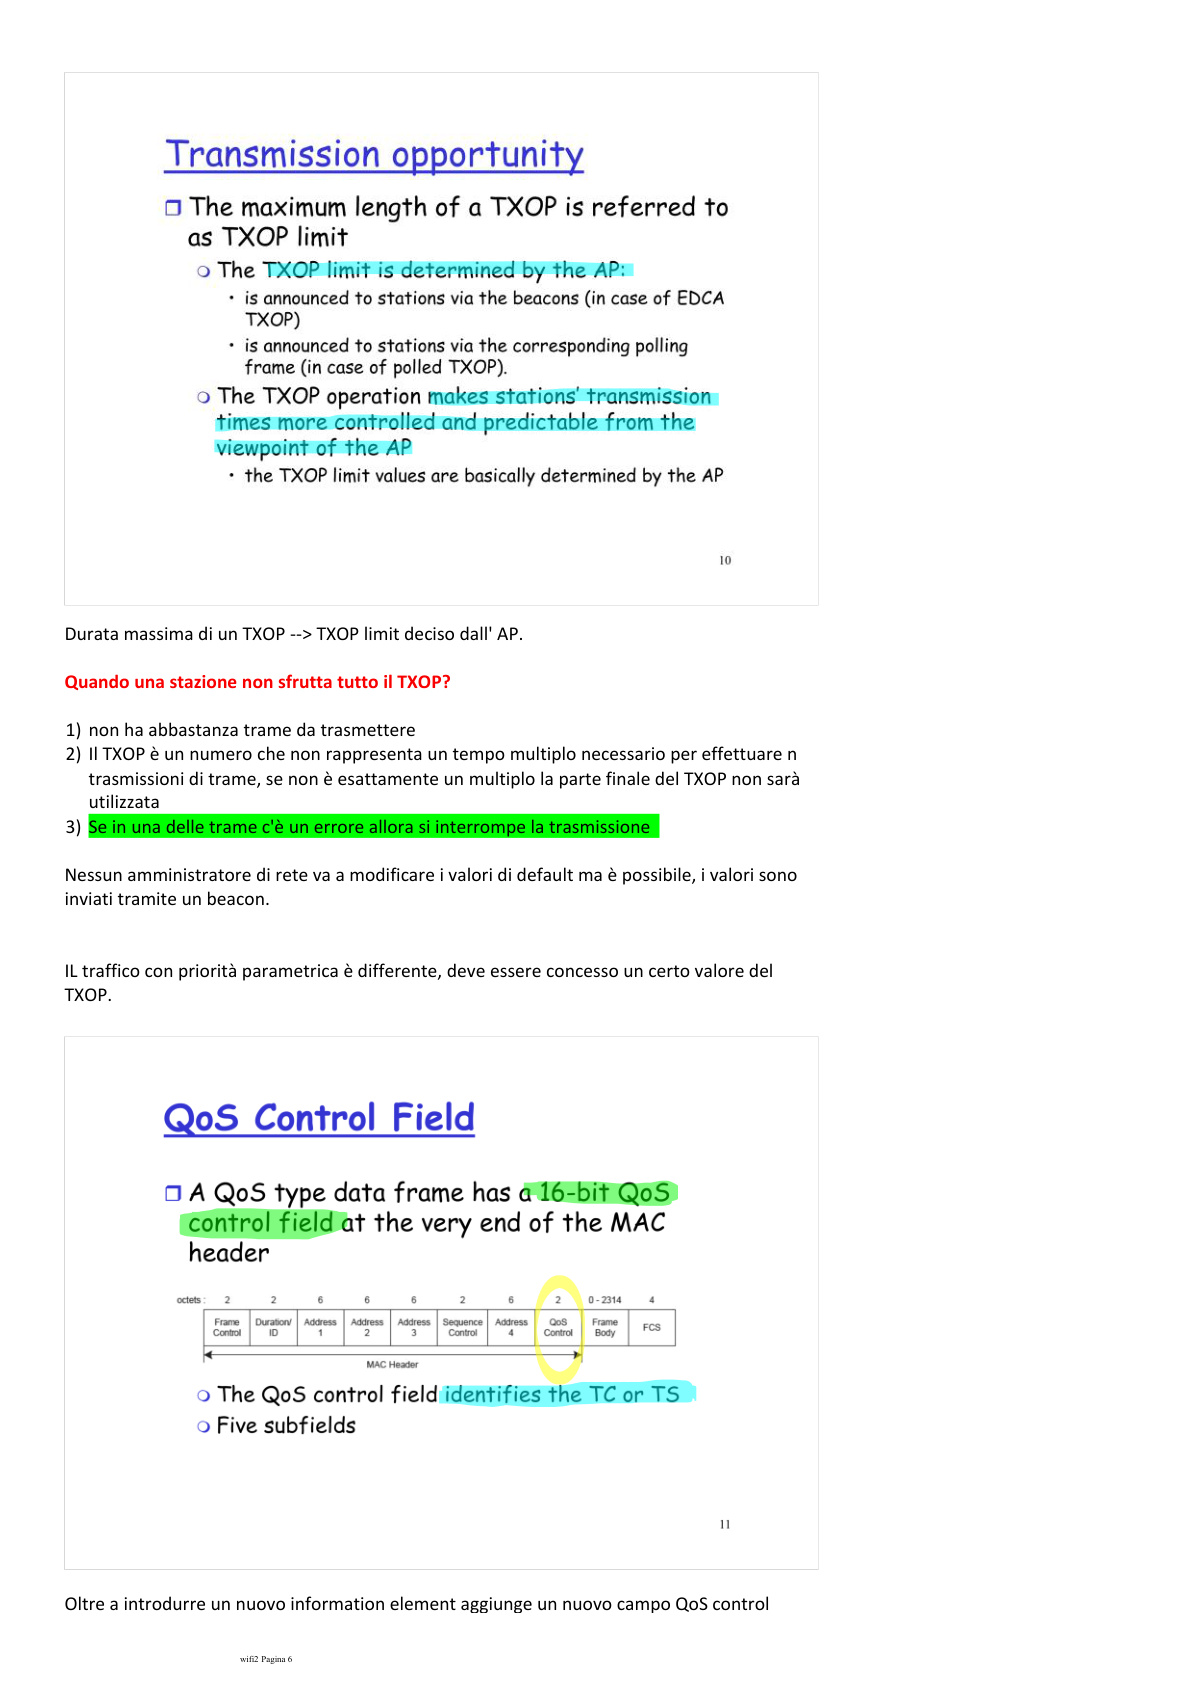 Transmission opportunity
❒ The maximum length of a TXOP is referred to
as TXOP limit
❍ The TXOP limit is determined by the AP:
• is announced to stations via the beacons (in case of EDCA
TXOP)
• is announced to stations via the corresponding polling
frame (in case of polled TXOP).
❍ The TXOP operation makes stations' transmission
times more controlled and predictable from the
viewpoint of the AP
• the TXOP limit values are basically determined by the AP
10
Durata massima di un TXOP --> TXOP limit deciso dall' AP.
Quando una stazione non sfrutta tutto il TXOP?
1) non ha abbastanza trame da trasmettere
2) Il TXOP è un numero che non rappresenta un tempo multiplo necessario per effettuare n
trasmissioni di trame, se non è esattamente un multiplo la parte finale del TXOP non sarà
utilizzata
3) Se in una delle trame c'è un errore allora si interrompe la trasmissione
Nessun amministratore di rete va a modificare i valori di default ma è possibile, i valori sono
inviati tramite un beacon.
IL traffico con priorità parametrica è differente, deve essere concesso un certo valore del
TXOP.
QoS Control Field
❒ A QoS type data frame has a 16-bit QoS
control field at the very end of the MAC
header
octets : 2 2 6 6 6 2 6 2 0 - 2314 4
Frame Duration/ Address Address Address Sequence Address QoS Frame FCS
Control ID 1 2 3 Control 4 Control Body
MAC Header
❍ The QoS control field identifies the TC or TS
❍ Five subfields
11
Oltre a introdurre un nuovo information element aggiunge un nuovo campo QoS control
wifi2 Pagina 6